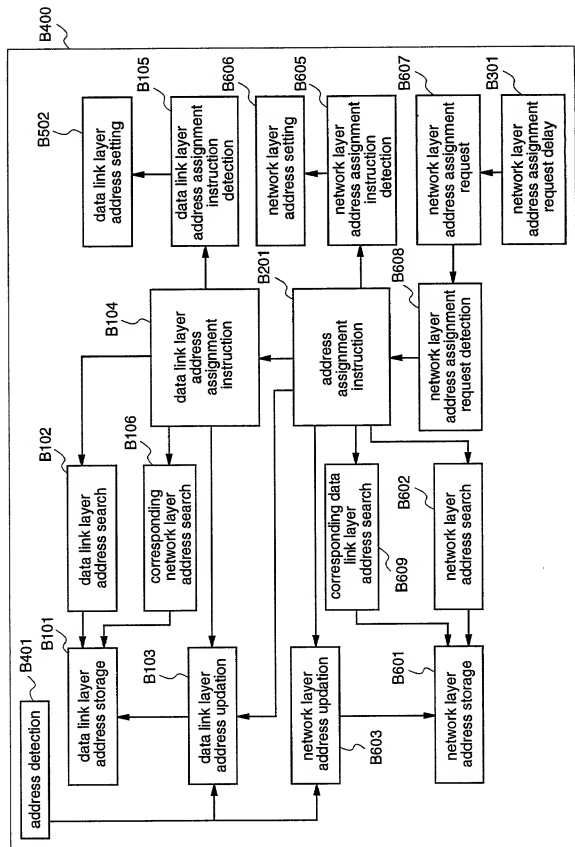 B400
B401
address detection
B101
data link layer
address storage
B102
data link layer
address search
B106
corresponding
network layer
address search
B103
data link layer
address updation
B104
data link layer
address
assignment
instruction
B502
data link layer
address setting
B105
data link layer
address assignment
instruction
detection
B606
network layer
address setting
B605
network layer
address assignment
instruction
detection
B201
address
assignment
instruction
network layer
address updation
B603
corresponding data
link layer
address search
B609
B601
network layer
address storage
B602
network layer
address search
B608
network layer
address assignment
request detection
B607
network layer
address assignment
request
B301
network layer
address assignment
request delay